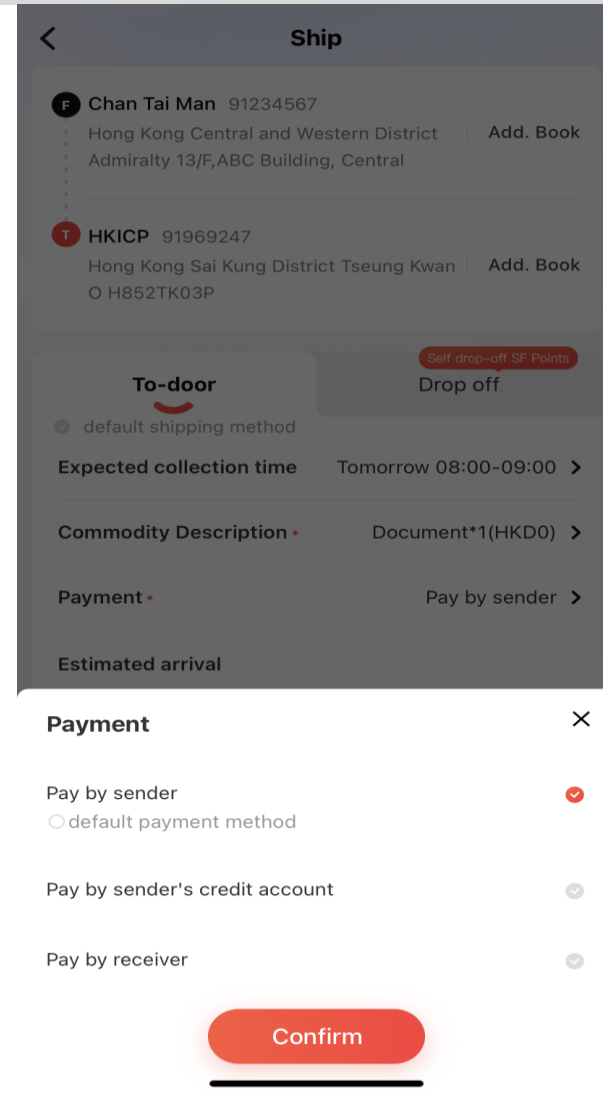 Ship
F Chan Tai Man 91234567
Hong Kong Central and Western District
Add. Book
Admiralty 13/F,ABC Building, Central
T HKICP 91969247
Hong Kong Sai Kung District Tseung Kwan
Add. Book
O H852TK03P
Self drop-off SF Points
To-door
Drop off
default shipping method
Expected collection time Tomorrow 08:00-09:00
Commodity Description • Document*1(HKD0)
Payment • Pay by sender
Estimated arrival
Payment
Pay by sender
default payment method
Pay by sender's credit account
Pay by receiver
Confirm